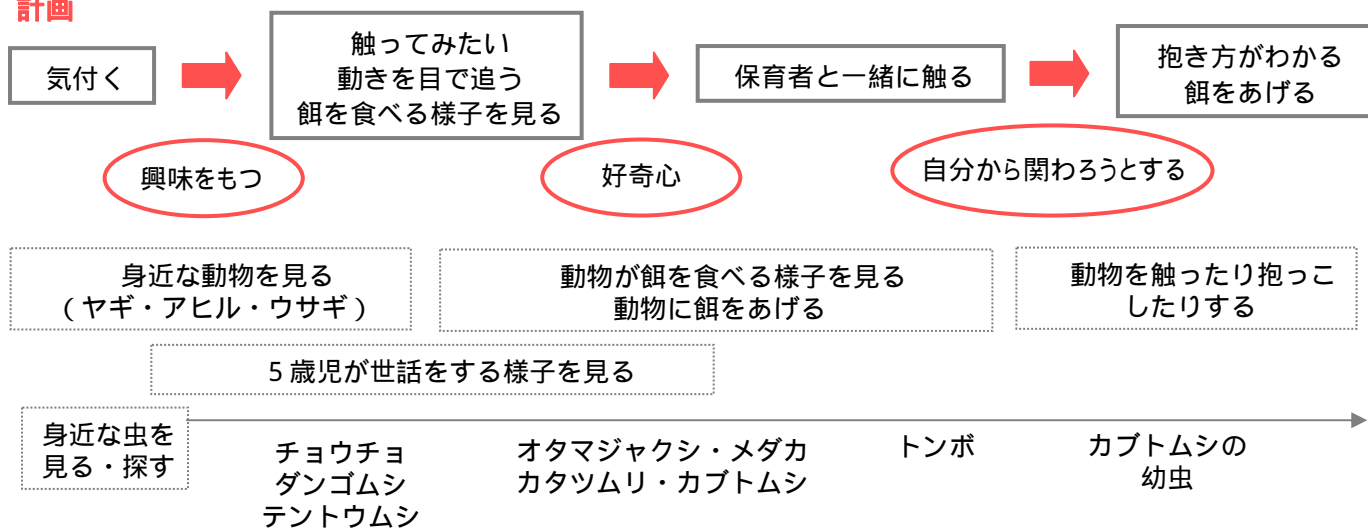 計画
気付く
触ってみたい
動きを目で追う
餌を食べる様子を見る
保育者と一緒に触る
抱き方がわかる
餌をあげる
興味をもつ
好奇心
自分から関わろうとする
身近な動物を見る
(ヤギ・アヒル・ウサギ)
動物が餌を食べる様子を見る
動物に餌をあげる
動物を触ったり抱っこ
したりする
5歳児が世話をする様子を見る
身近な虫を
見る・探す
チョウチョ
ダンゴムシ
テントウムシ
オタマジャクシ・メダカ
カタツムリ・カブトムシ
トンボ
カブトムシの
幼虫